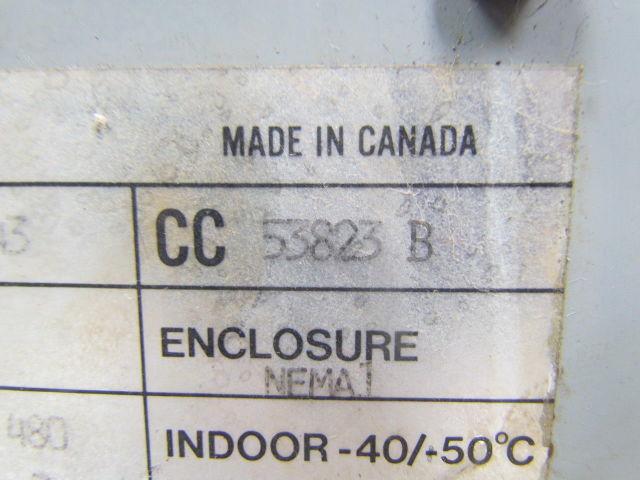 MADE IN CANADA
CC 53823 B
ENCLOSURE
NEMA 1
480
INDOOR -40/+50°C